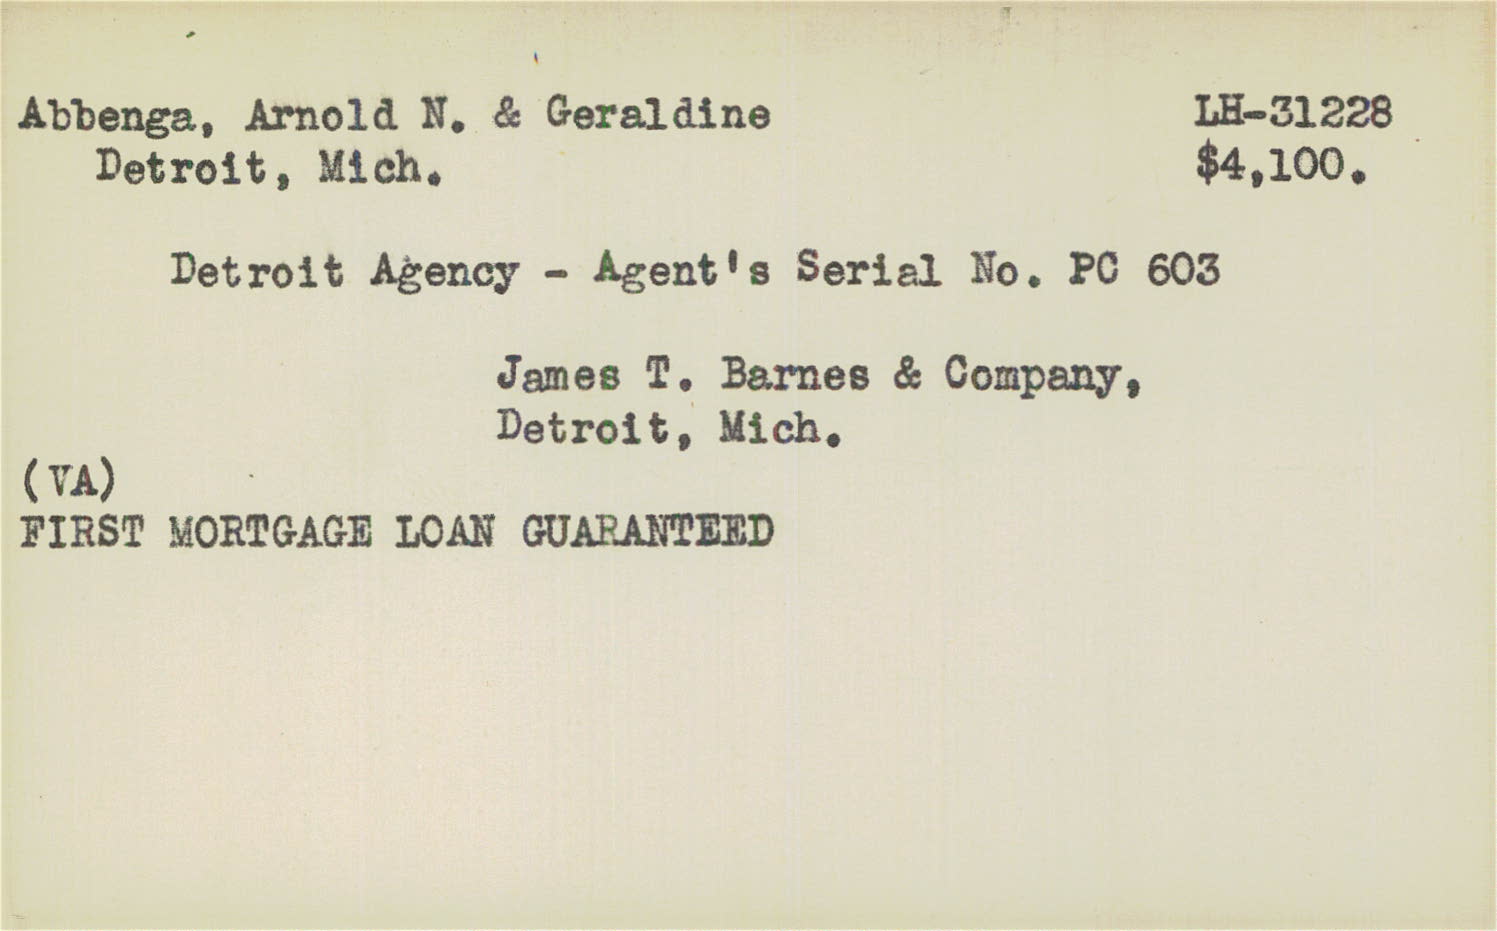 Abbenga, Arnold N. & Geraldine LH-31228
Detroit, Mich. $4,100.
Detroit Agency - Agent's Serial No. PC 603
James T. Barnes & Company,
Detroit, Mich.
(VA)
FIRST MORTGAGE LOAN GUARANTEED